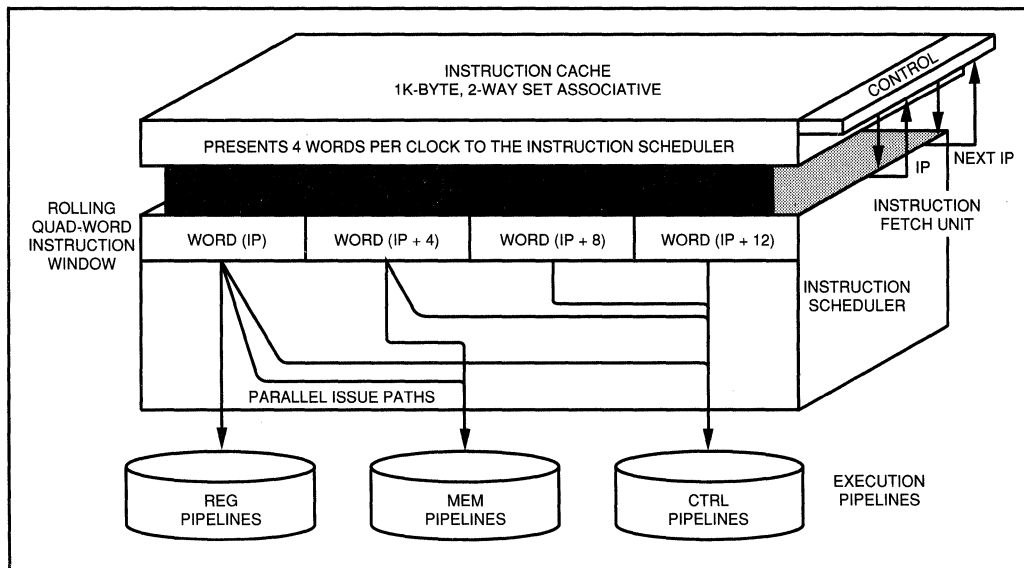 INSTRUCTION CACHE
1K-BYTE, 2-WAY SET ASSOCIATIVE
CONTROL
PRESENTS 4 WORDS PER CLOCK TO THE INSTRUCTION SCHEDULER
IP
NEXT IP
INSTRUCTION
FETCH UNIT
ROLLING
QUAD-WORD
INSTRUCTION
WINDOW
WORD (IP)
WORD (IP + 4)
WORD (IP + 8)
WORD (IP + 12)
INSTRUCTION
SCHEDULER
PARALLEL ISSUE PATHS
REG
PIPELINES
MEM
PIPELINES
CTRL
PIPELINES
EXECUTION
PIPELINES